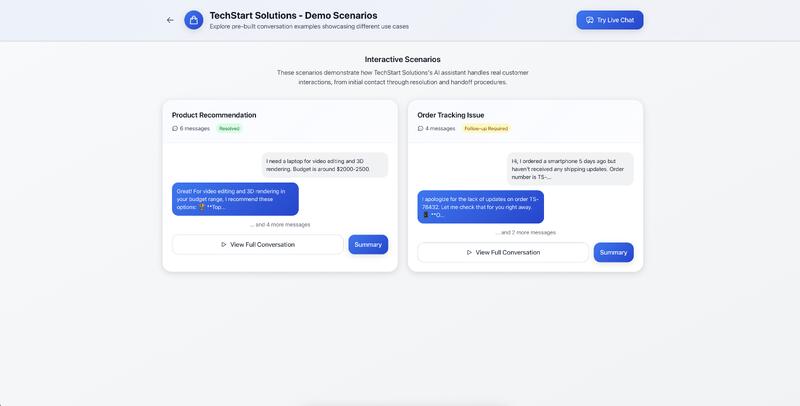 TechStart Solutions - Demo Scenarios
Explore pre-built conversation examples showcasing different use cases
Try Live Chat
Interactive Scenarios
These scenarios demonstrate how TechStart Solutions's AI assistant handles real customer
interactions, from initial contact through resolution and handoff procedures.
Product Recommendation
6 messages
Resolved
I need a laptop for video editing and 3D
rendering. Budget is around $2000-2500.
Great! For video editing and 3D rendering in
your budget range, I recommend these
options: **Top...
... and 4 more messages
View Full Conversation
Summary
Order Tracking Issue
4 messages
Follow-up Required
Hi, I ordered a smartphone 5 days ago but
haven't received any shipping updates. Order
number is TS-...
I apologize for the lack of updates on order TS-
78432. Let me check that for you right away.
**O...
... and 2 more messages
View Full Conversation
Summary